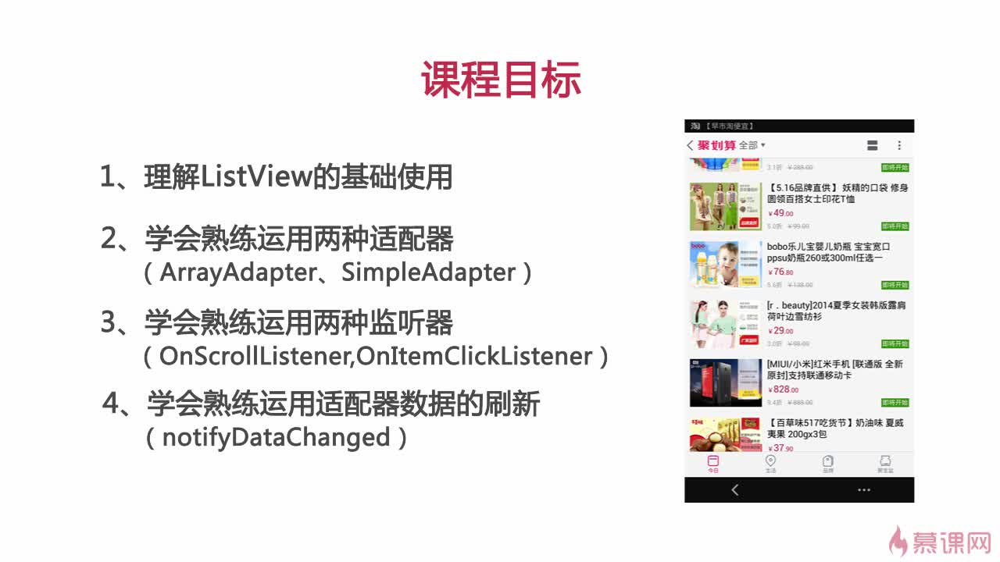 课程目标
1、理解ListView的基础使用
2、学会熟练运用两种适配器
（ArrayAdapter、SimpleAdapter）
3、学会熟练运用两种监听器
（OnScrollListener,OnItemClickListener）
4、学会熟练运用适配器数据的刷新
（notifyDataChanged）
淘 【早市淘便宜】
聚划算 全部
3.1折 ¥288.00 即将开始
【5.16品牌直供】 妖精的口袋 修身
圆领百搭女士印花T恤
¥49.00
5.0折 ¥99.00 即将开始
bobo
bobo乐儿宝婴儿奶瓶 宝宝宽口
ppsu奶瓶260或300ml任选一
¥76.80
5.6折 ¥138.00 即将开始
[r．beauty]2014夏季女装韩版露肩
荷叶边雪纺衫
¥29.00
3.0折 ¥98.00 即将开始
[MIUI/小米]红米手机 [联通版 全新
原封]支持联通移动卡
¥828.00
9.4折 ¥888.00 即将开始
【百草味517吃货节】奶油味 夏威
夷果 200gx3包
¥37.90
今日 生活 品牌 聚宝盆
慕课网